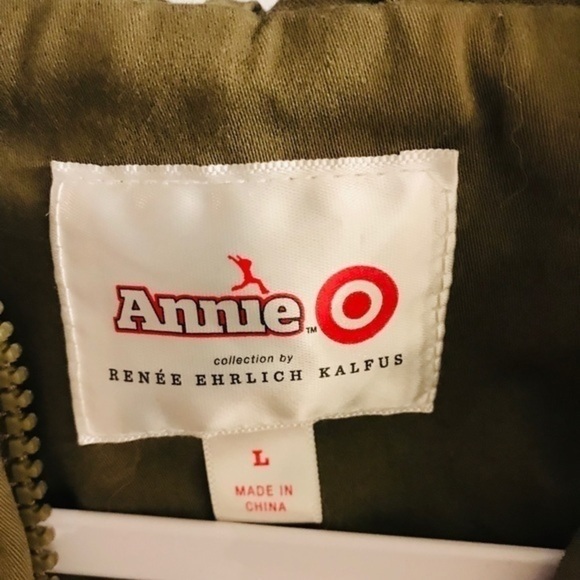 Annie™
collection by
RENÉE EHRLICH KALFUS
L
MADE IN
CHINA